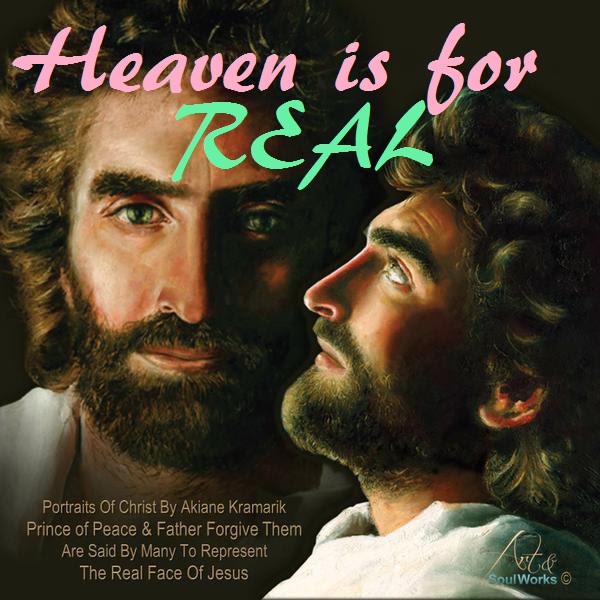 Heaven is for
REAL
Portraits Of Christ By Akiane Kramarik
Prince of Peace & Father Forgive Them
Are Said By Many To Represent
The Real Face Of Jesus
Art &
SoulWorks ©